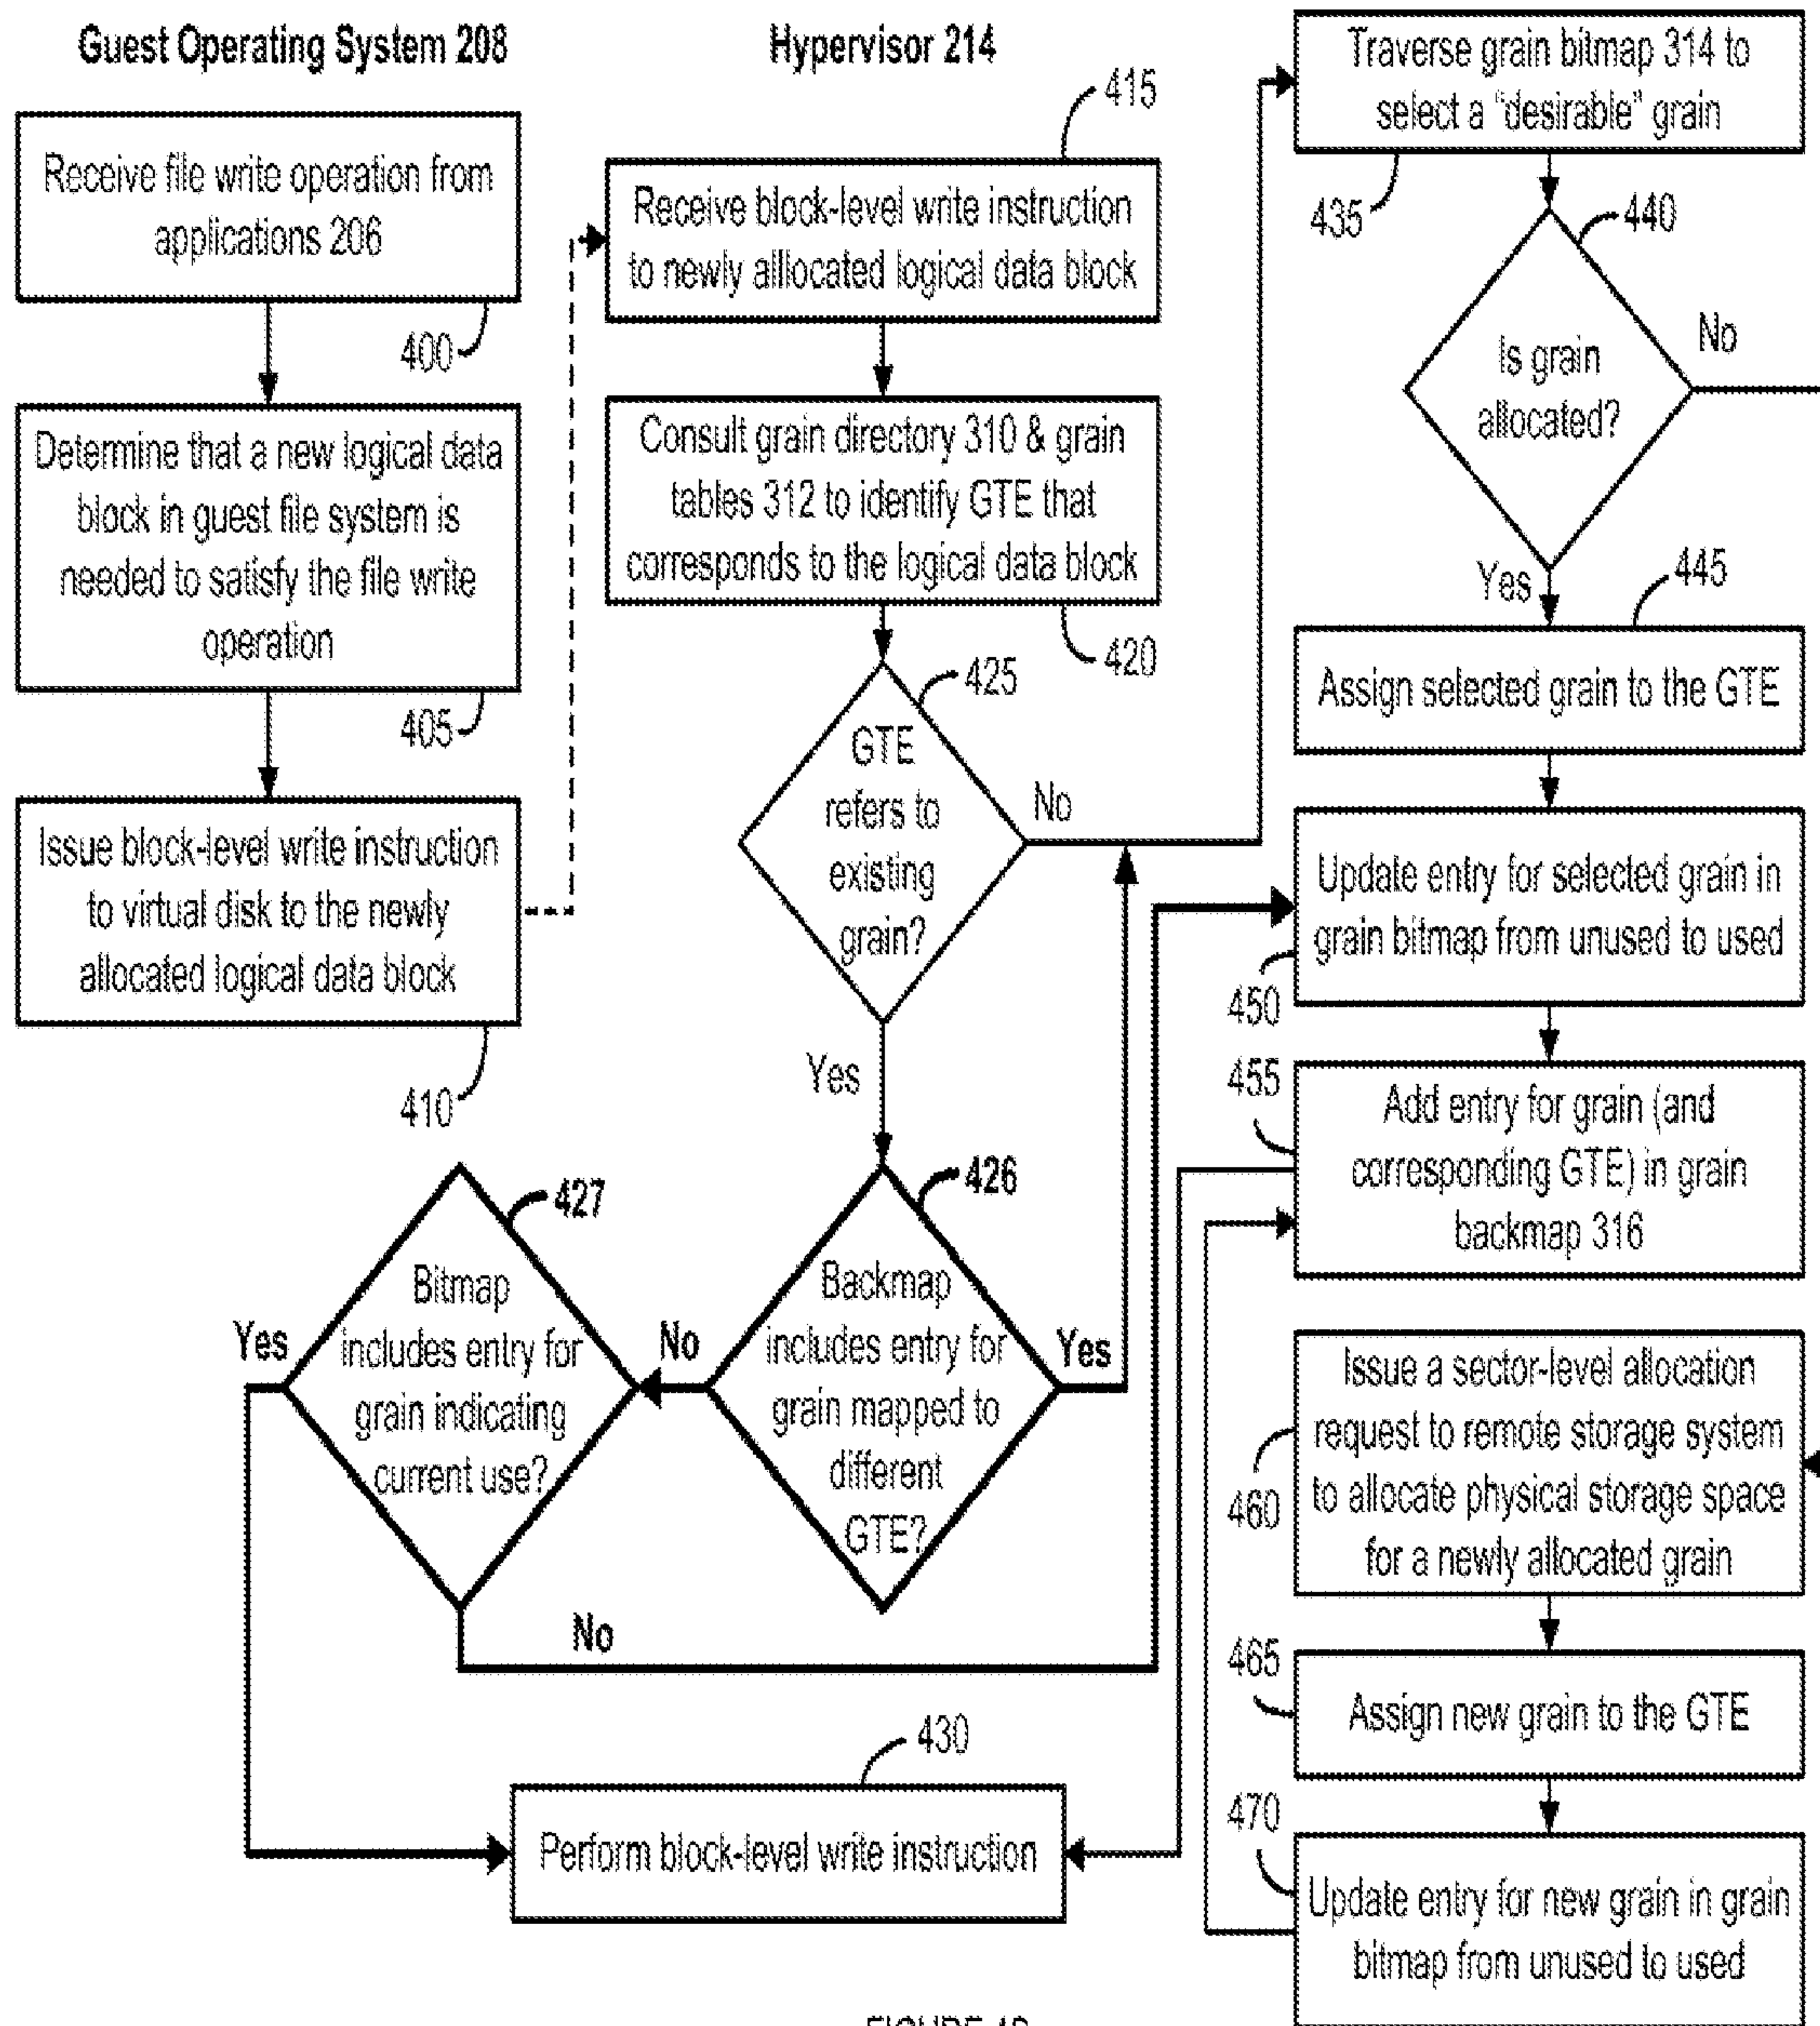 Guest Operating System 208
Receive file write operation from
applications 206
400
Determine that a new logical data
block in guest file system is
needed to satisfy the file write
operation
405
Issue block-level write instruction
to virtual disk to the newly
allocated logical data block
410
Hypervisor 214
415
Receive block-level write instruction
to newly alllocated logical data block
Consult grain directory 310 & grain
tables 312 to identify GTE that
corresponds to the logical data block
420
425
GTE
refers to
existing
grain?
No
Yes
426
Backmap
includes entry for
grain mapped to
different
GTE?
Yes
No
427
Bitmap
includes entry for
grain indicating
current use?
Yes
No
430
Perform block-level write instruction
Traverse grain bitmap 314 to
select a "desirable" grain
435
440
Is grain
allocated?
No
Yes
445
Assign selected grain to the GTE
Update entry for selected grain in
grain bitmap from unused to used
450
455
Add entry for grain (and
corresponding GTE) in grain
backmap 316
Issue a sector-level allocation
request to remote storage system
to allocate physical storage space
for a newly allocated grain
460
465
Assign new grain to the GTE
470
Update entry for new grain in grain
bitmap from unused to used